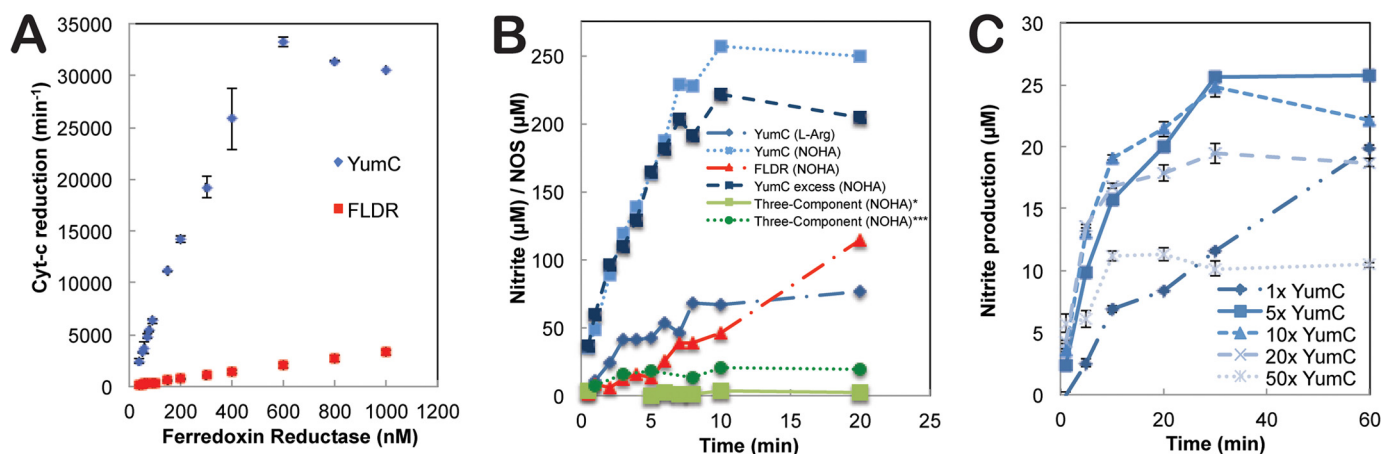 A
35000
30000
25000
20000
15000
10000
5000
0
Cyt-c reduction (min⁻¹)
YumC
FLDR
0 200 400 600 800 1000 1200
Ferredoxin Reductase (nM)
B
250
200
150
100
50
0
Nitrite (µM) / NOS (µM)
YumC (L-Arg)
YumC (NOHA)
FLDR (NOHA)
YumC excess (NOHA)
Three-Component (NOHA)*
Three-Component (NOHA)***
0 5 10 15 20 25
Time (min)
C
30
25
20
15
10
5
0
Nitrite production (µM)
1x YumC
5x YumC
10x YumC
20x YumC
50x YumC
0 20 40 60
Time (min)